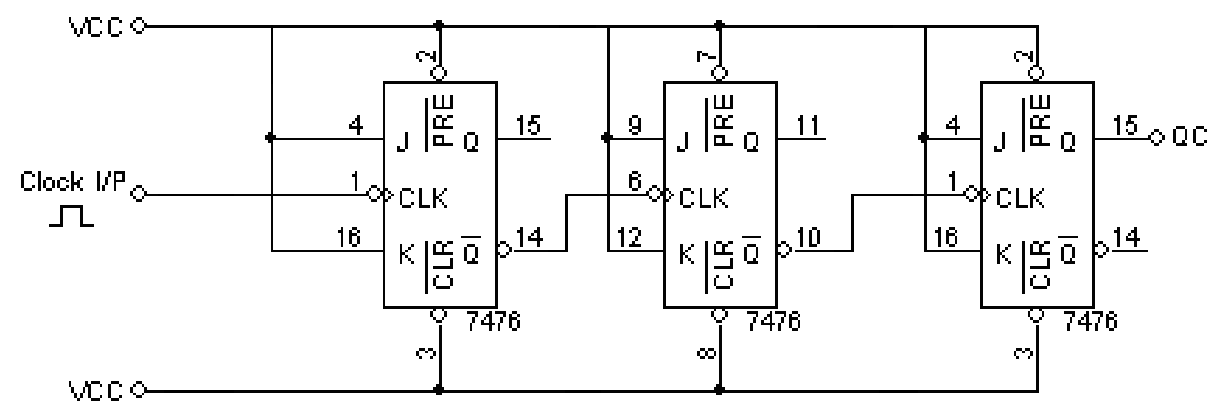 VCC
2 7 2
4 J PRE Q 15 9 J PRE Q 11 4 J PRE Q 15 QC
Clock I/P 1 CLK 6 CLK 1 CLK
16 K CLR Q 14 12 K CLR Q 10 16 K CLR Q 14
7476 7476 7476
3 8 3
VCC